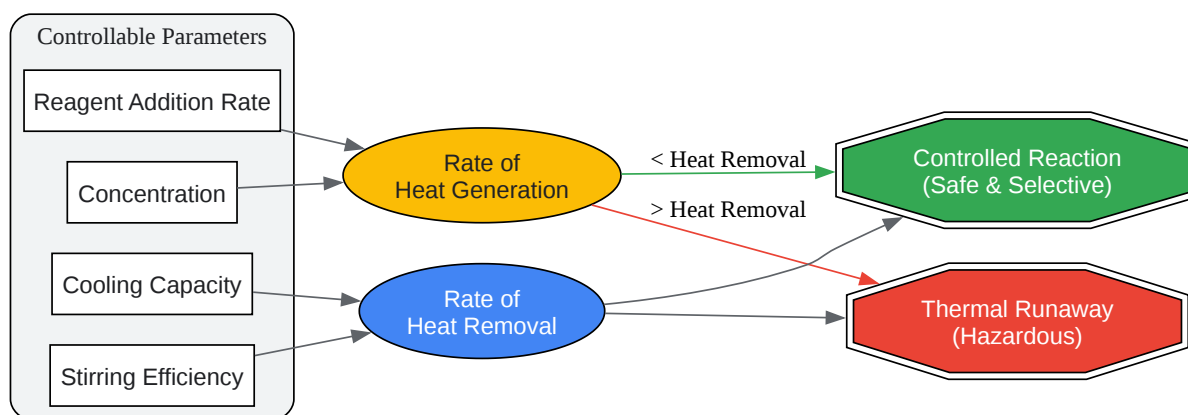 Controllable Parameters
Reagent Addition Rate
Concentration
Cooling Capacity
Stirring Efficiency
Rate of
Heat Generation
Rate of
Heat Removal
< Heat Removal
> Heat Removal
Controlled Reaction
(Safe & Selective)
Thermal Runaway
(Hazardous)